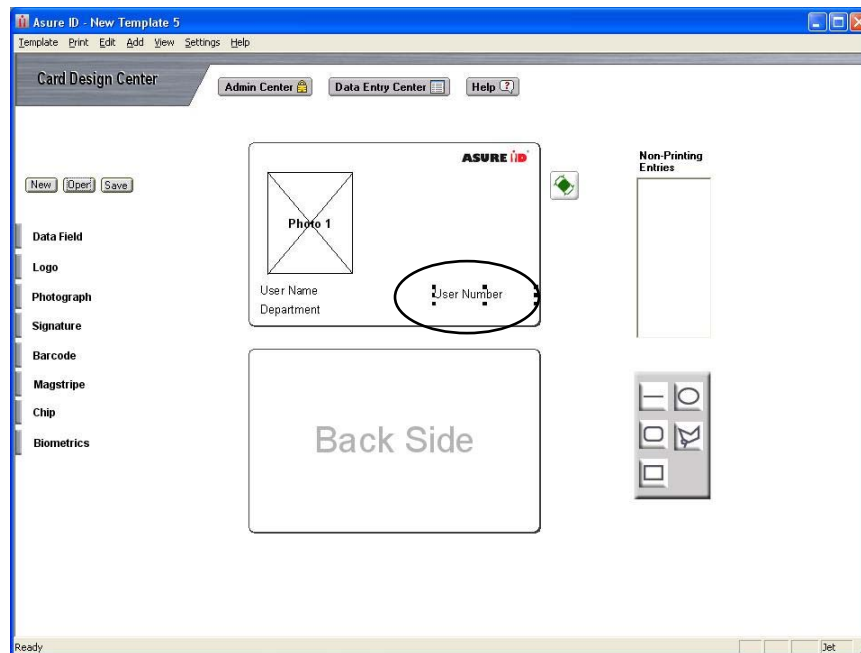 Asure ID - New Template 5
Template Print Edit Add View Settings Help
Card Design Center
Admin Center
Data Entry Center
Help ?
New Open Save
Data Field
Logo
Photograph
Signature
Barcode
Magstripe
Chip
Biometrics
ASURE iD
Photo 1
User Name
Department
User Number
Back Side
Non-Printing
Entries
Ready
Jet